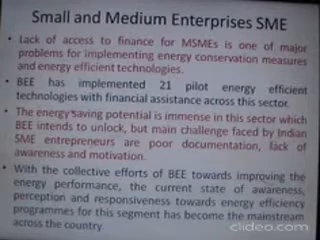 Small and Medium Enterprises SME
• Lack of access to finance for MSMEs is one of major
problems for implementing energy conservation measures
and energy efficient technologies.
• BEE has implemented 21 pilot energy efficient
technologies with financial assistance across this sector.
• The energy saving potential is immense in this sector which
BEE intends to unlock, but main challenge faced by Indian
SME entrepreneurs are poor documentation, lack of
awareness and motivation.
• With the collective efforts of BEE towards improving the
energy performance, the current state of awareness,
perception and responsiveness towards energy efficiency
programmes for this segment has become the mainstream
across the country.
clideo.com